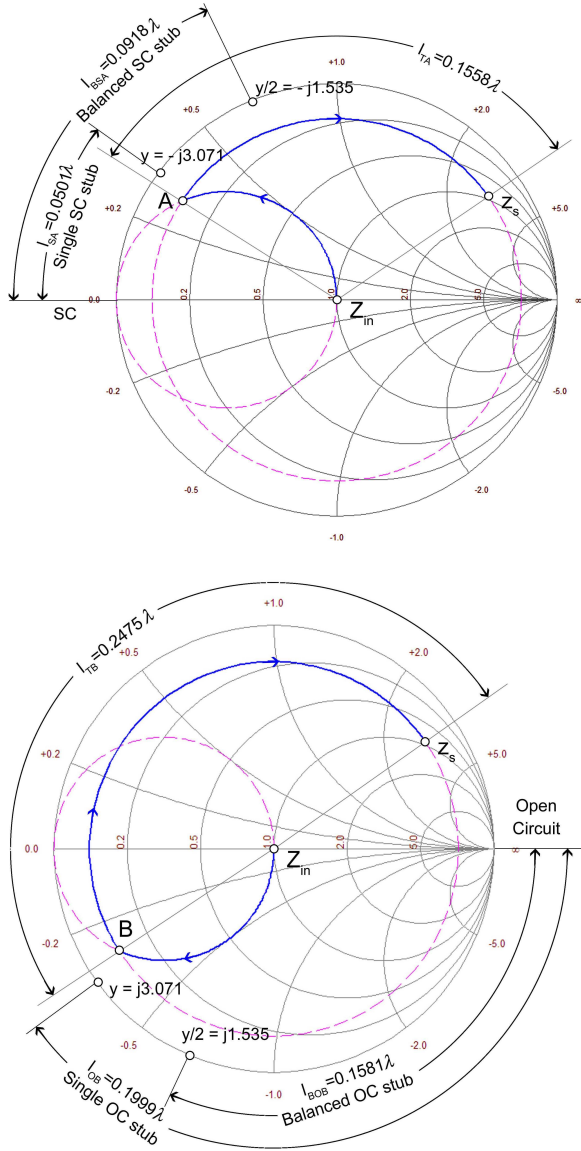 l_BSA = 0.0918λ
Balanced SC stub
l_TA = 0.1558λ
+1.0
y/2 = - j1.535
+0.5
+2.0
y = - j3.071
l_SA = 0.0501λ
Single SC stub
A
z_s
+0.2
+5.0
0.0
0.2
0.5
1.0
2.0
5.0
∞
SC
Z_in
-0.2
-5.0
-0.5
-2.0
-1.0
l_TB = 0.2475λ
+1.0
+0.5
+2.0
z_s
+0.2
+5.0
Open
Circuit
0.0
0.2
0.5
1.0
2.0
5.0
∞
Z_in
B
-0.2
-5.0
y = j3.071
y/2 = j1.535
-0.5
-2.0
-1.0
l_OB = 0.1999λ
Single OC stub
l_BOB = 0.1581λ
Balanced OC stub